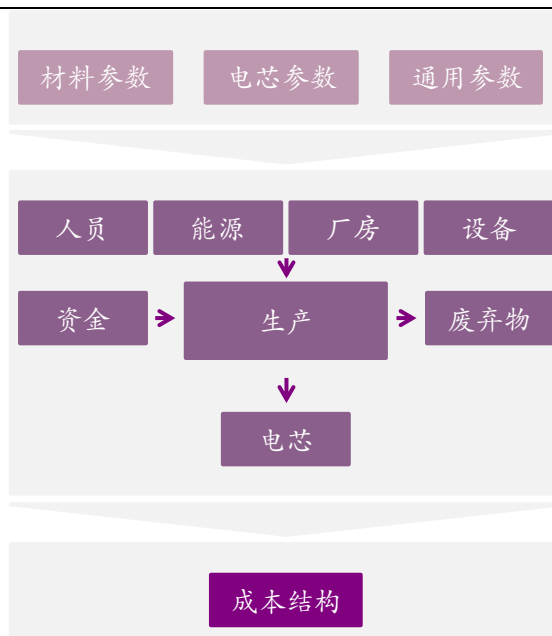 材料参数 电芯参数 通用参数
人员 能源 厂房 设备
资金 生产 废弃物
电芯
成本结构